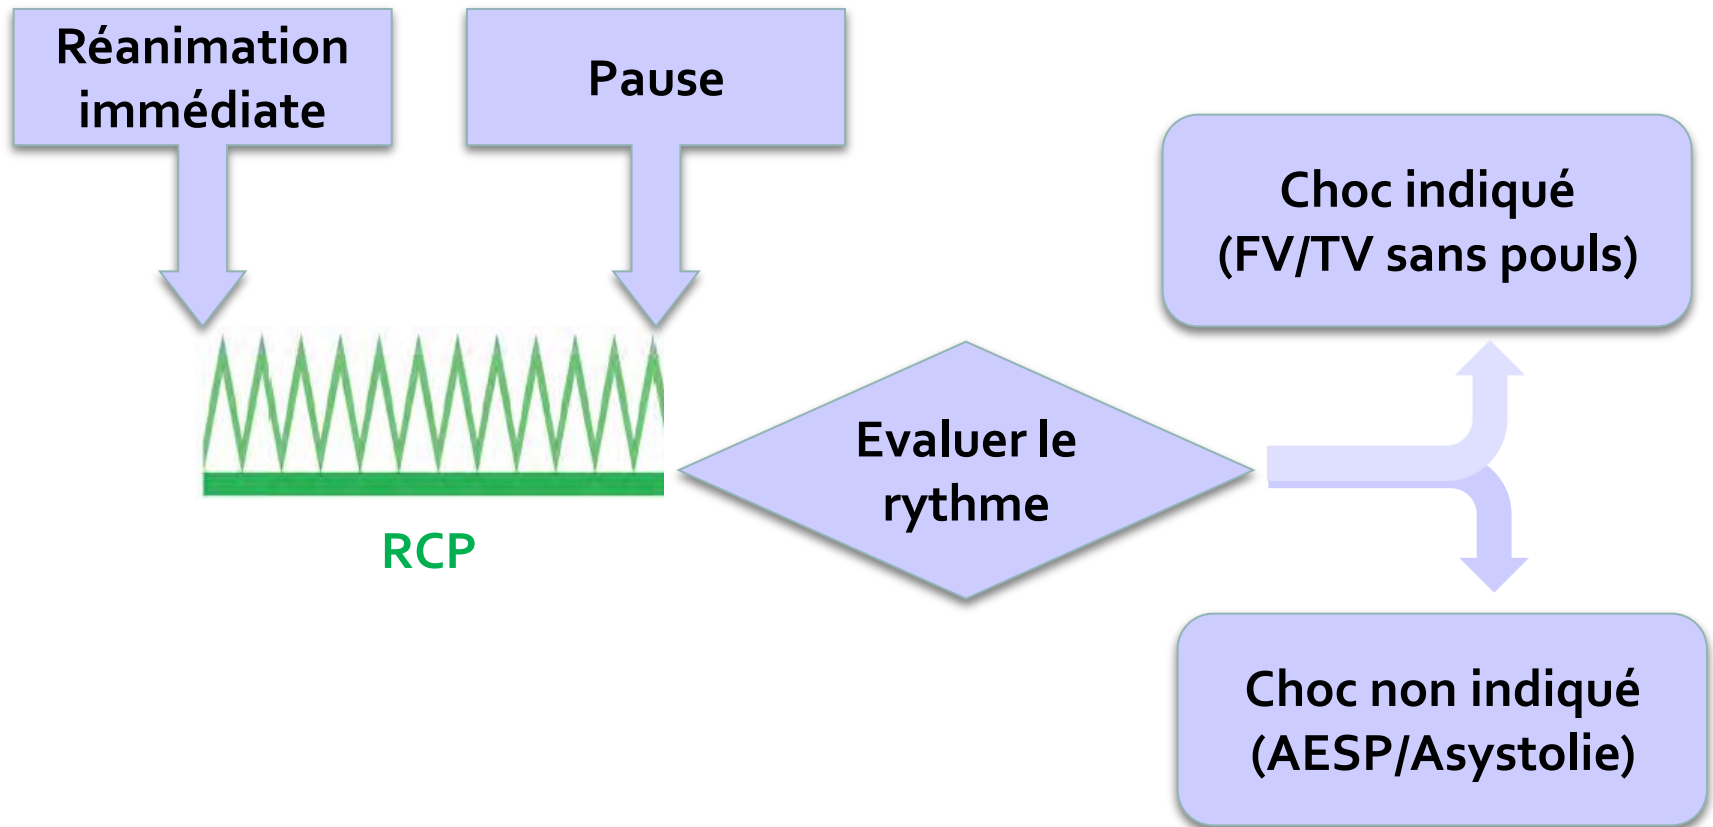 Réanimation
immédiate
Pause
Choc indiqué
(FV/TV sans pouls)
Evaluer le
rythme
RCP
Choc non indiqué
(AESP/Asystolie)